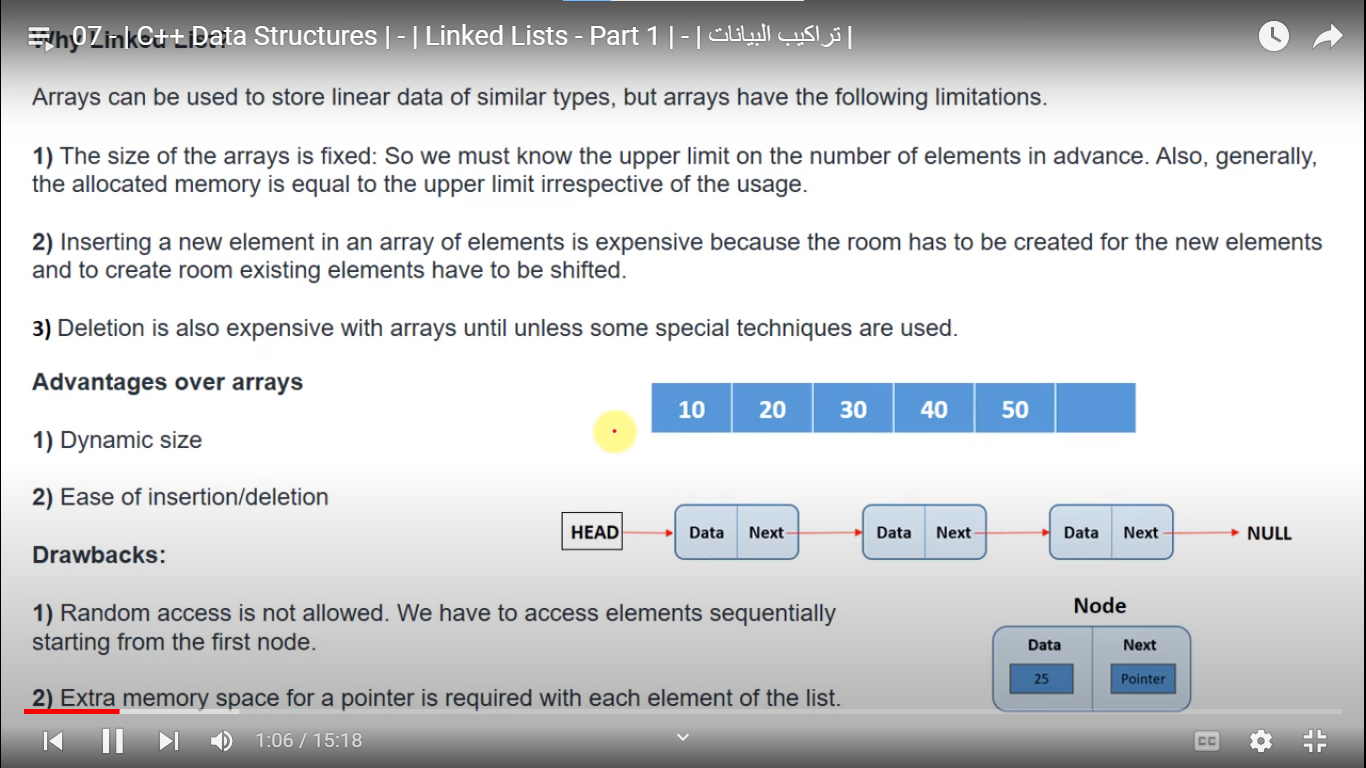 Why Linked List?
07 - | C++ Data Structures | - | Linked Lists - Part 1 | - | تراكيب البيانات |
Arrays can be used to store linear data of similar types, but arrays have the following limitations.
1) The size of the arrays is fixed: So we must know the upper limit on the number of elements in advance. Also, generally,
the allocated memory is equal to the upper limit irrespective of the usage.
2) Inserting a new element in an array of elements is expensive because the room has to be created for the new elements
and to create room existing elements have to be shifted.
3) Deletion is also expensive with arrays until unless some special techniques are used.
Advantages over arrays
10 20 30 40 50
1) Dynamic size
2) Ease of insertion/deletion
HEAD Data Next Data Next Data Next NULL
Drawbacks:
1) Random access is not allowed. We have to access elements sequentially
starting from the first node.
Node
Data Next
25 Pointer
2) Extra memory space for a pointer is required with each element of the list.
1:06 / 15:18
CC